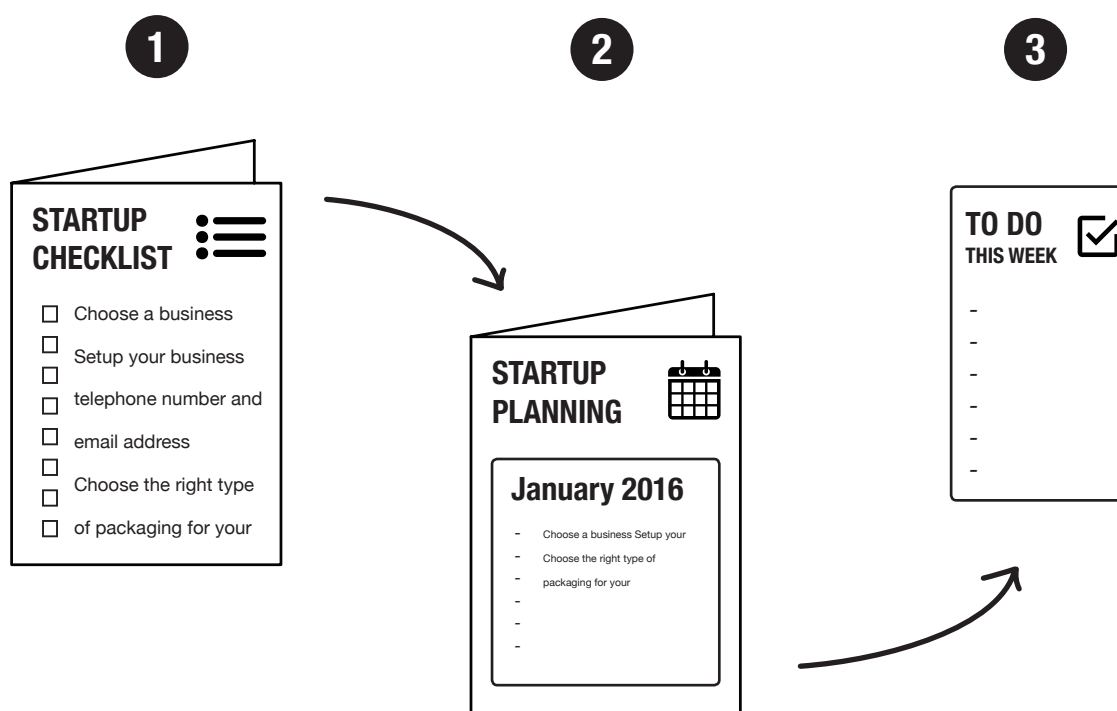 1
2
3
STARTUP
CHECKLIST
Choose a business
Setup your business
telephone number and
email address
Choose the right type
of packaging for your
STARTUP
PLANNING
January 2016
- Choose a business Setup your
- Choose the right type of
- packaging for your
-
-
-
TO DO
THIS WEEK
-
-
-
-
-
-